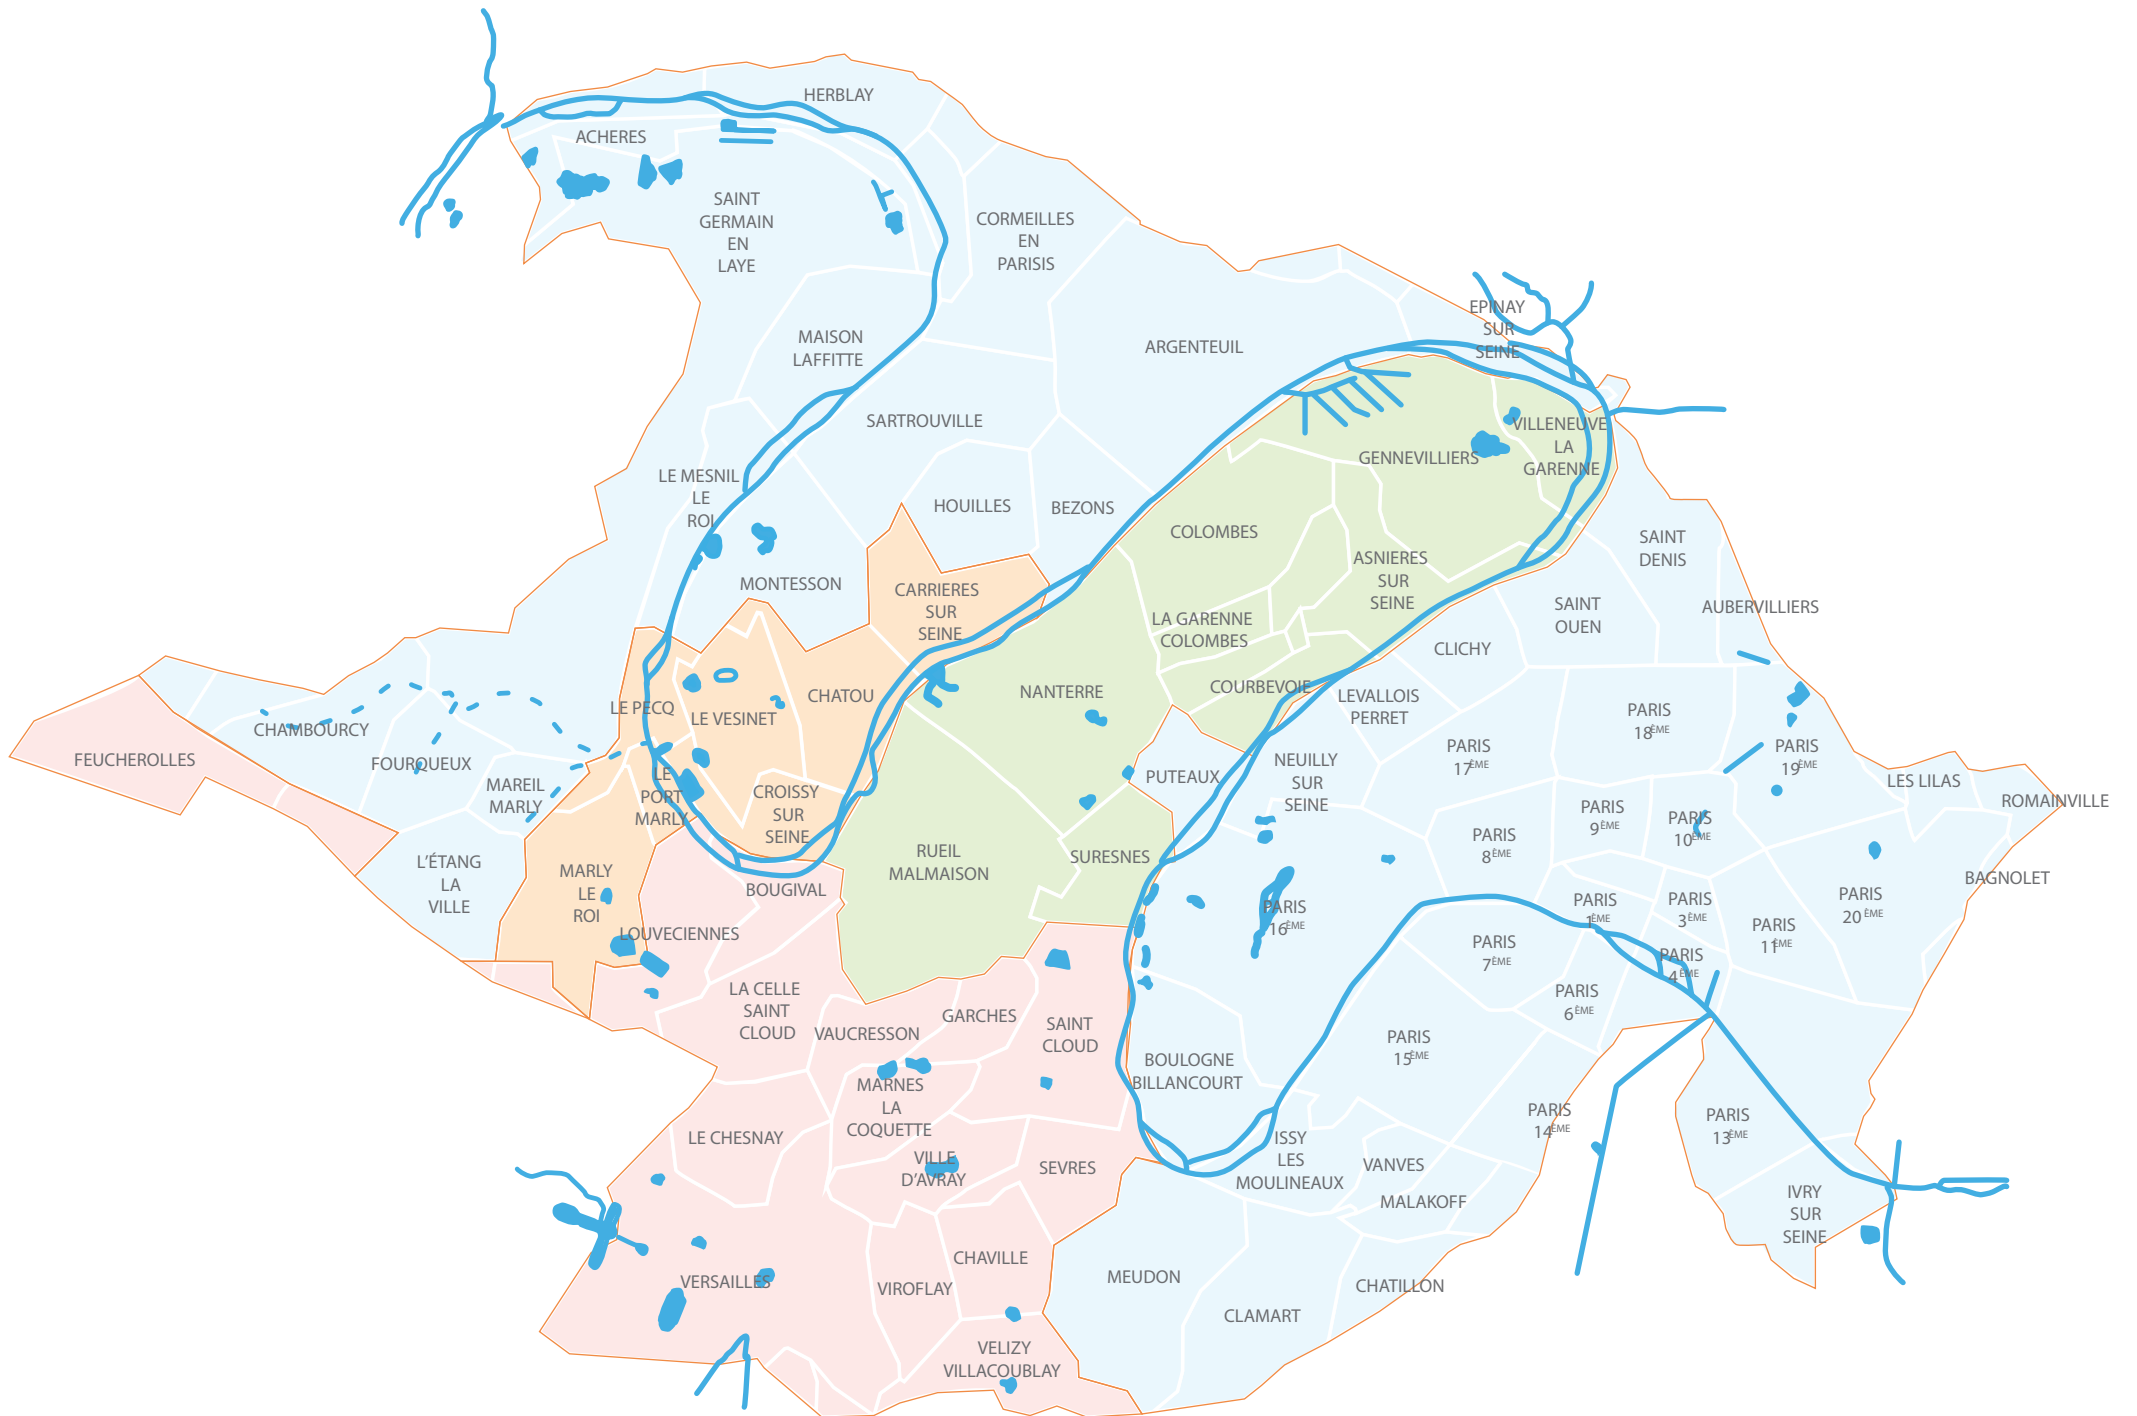 HERBLAY
ACHERES
SAINT
GERMAIN
EN
LAYE
CORMEILLES
EN
PARISIS
MAISON
LAFFITTE
ARGENTEUIL
EPINAY
SUR
SEINE
SARTROUVILLE
VILLENEUVE
LA
GARENNE
GENNEVILLIERS
LE MESNIL
LE
ROI
HOUILLES
BEZONS
COLOMBES
SAINT
DENIS
MONTESSON
CARRIERES
SUR
SEINE
ASNIERES
SUR
SEINE
LA GARENNE
COLOMBES
SAINT
OUEN
AUBERVILLIERS
CLICHY
LE PECQ
LE VESINET
CHATOU
NANTERRE
COURBEVOIE
LEVALLOIS
PERRET
CHAMBOURCY
FEUCHEROLLES
FOURQUEUX
MAREIL
MARLY
LE
PORT
MARLY
CROISSY
SUR
SEINE
PUTEAUX
NEUILLY
SUR
SEINE
PARIS
17ÈME
PARIS
18ÈME
PARIS
19ÈME
LES LILAS
ROMAINVILLE
PARIS
8ÈME
PARIS
9ÈME
PARIS
10ÈME
L'ÉTANG
LA
VILLE
MARLY
LE
ROI
BOUGIVAL
RUEIL
MALMAISON
SURESNES
PARIS
16ÈME
PARIS
1ÈME
PARIS
3ÈME
PARIS
11ÈME
PARIS
20ÈME
BAGNOLET
LOUVECIENNES
PARIS
7ÈME
PARIS
4ÈME
LA CELLE
SAINT
CLOUD
VAUCRESSON
GARCHES
SAINT
CLOUD
PARIS
6ÈME
PARIS
15ÈME
BOULOGNE
BILLANCOURT
MARNES
LA
COQUETTE
PARIS
14ÈME
PARIS
13ÈME
LE CHESNAY
VILLE
D'AVRAY
SEVRES
ISSY
LES
MOULINEAUX
VANVES
MALAKOFF
IVRY
SUR
SEINE
VERSAILLES
VIROFLAY
CHAVILLE
MEUDON
CLAMART
CHATILLON
VELIZY
VILLACOUBLAY